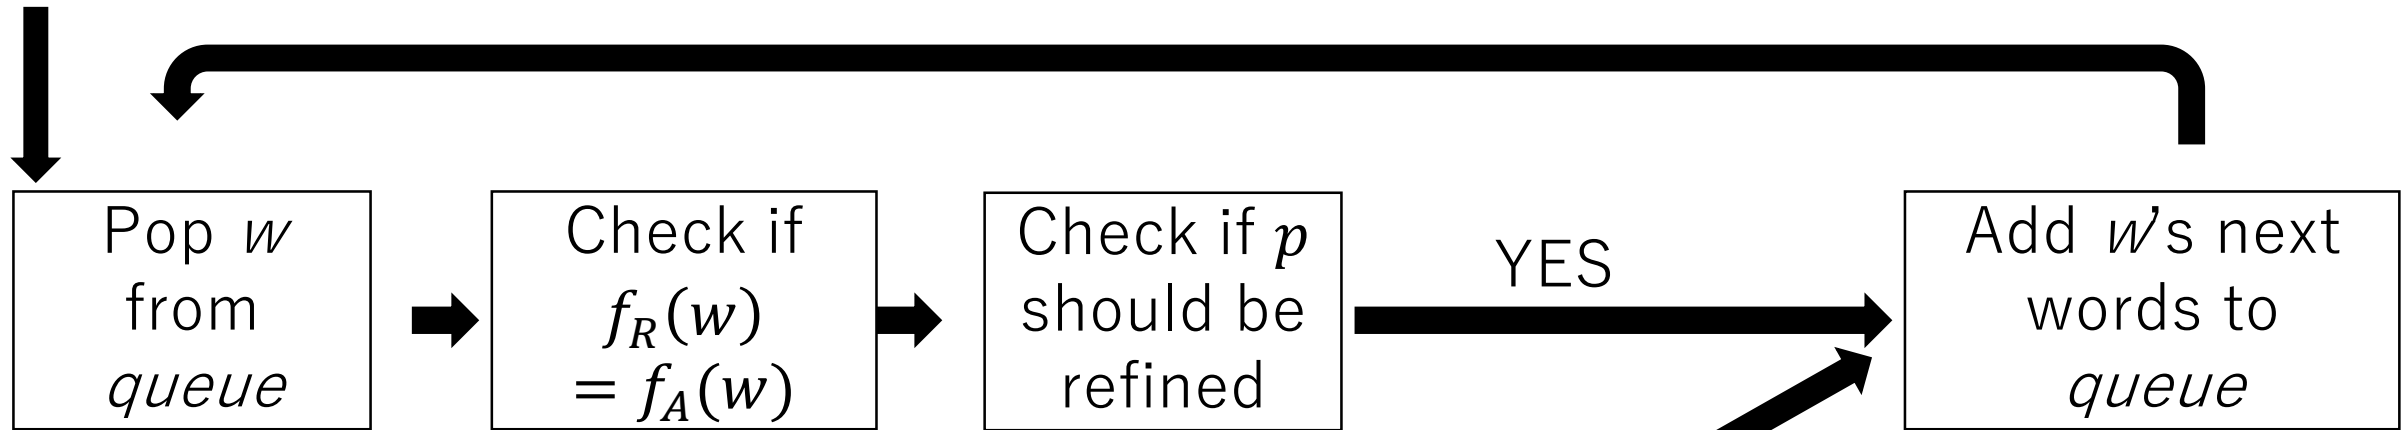 Pop w
from
queue
Check if
f_R(w)
= f_A(w)
Check if p
should be
refined
YES
Add w's next
words to
queue